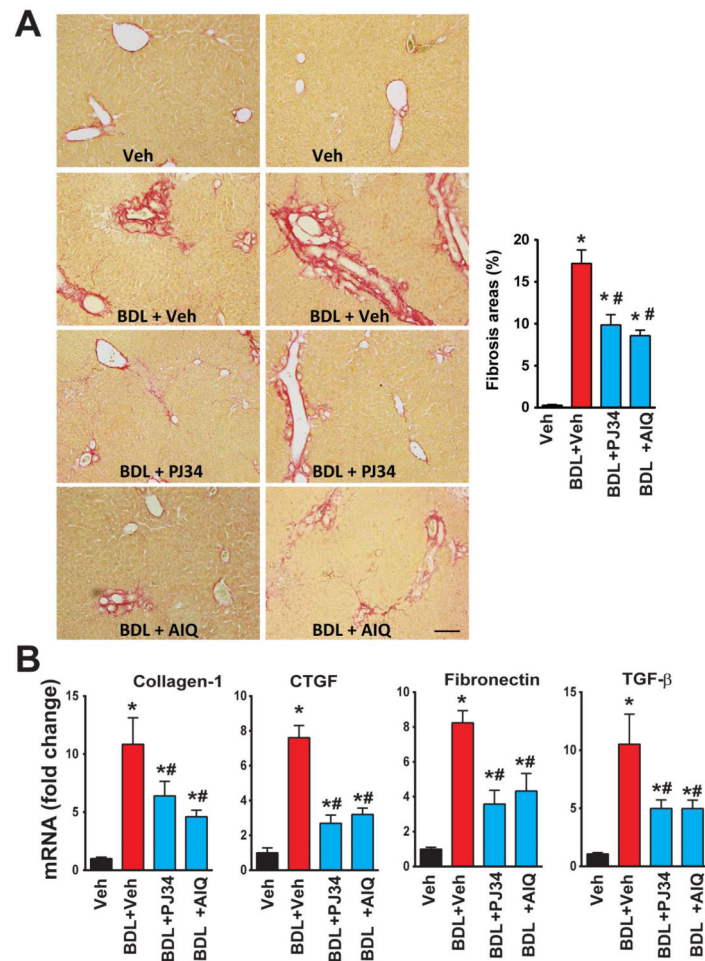 A
Veh
Veh
BDL + Veh
BDL + Veh
BDL + PJ34
BDL + PJ34
BDL + AIQ
BDL + AIQ
Fibrosis areas (%)
20
15
10
5
0
*
* #
* #
Veh
BDL+Veh
BDL+PJ34
BDL +AIQ
B
mRNA (fold change)
Collagen-1
15
10
5
0
*
*#
*#
Veh
BDL+Veh
BDL +PJ34
BDL +AIQ
CTGF
10
8
6
4
2
0
*
*#
*#
Veh
BDL+Veh
BDL +PJ34
BDL +AIQ
Fibronectin
10
8
6
4
2
0
*
*#
*#
Veh
BDL+Veh
BDL +PJ34
BDL +AIQ
TGF-β
15
10
5
0
*
*#
*#
Veh
BDL+Veh
BDL +PJ34
BDL +AIQ